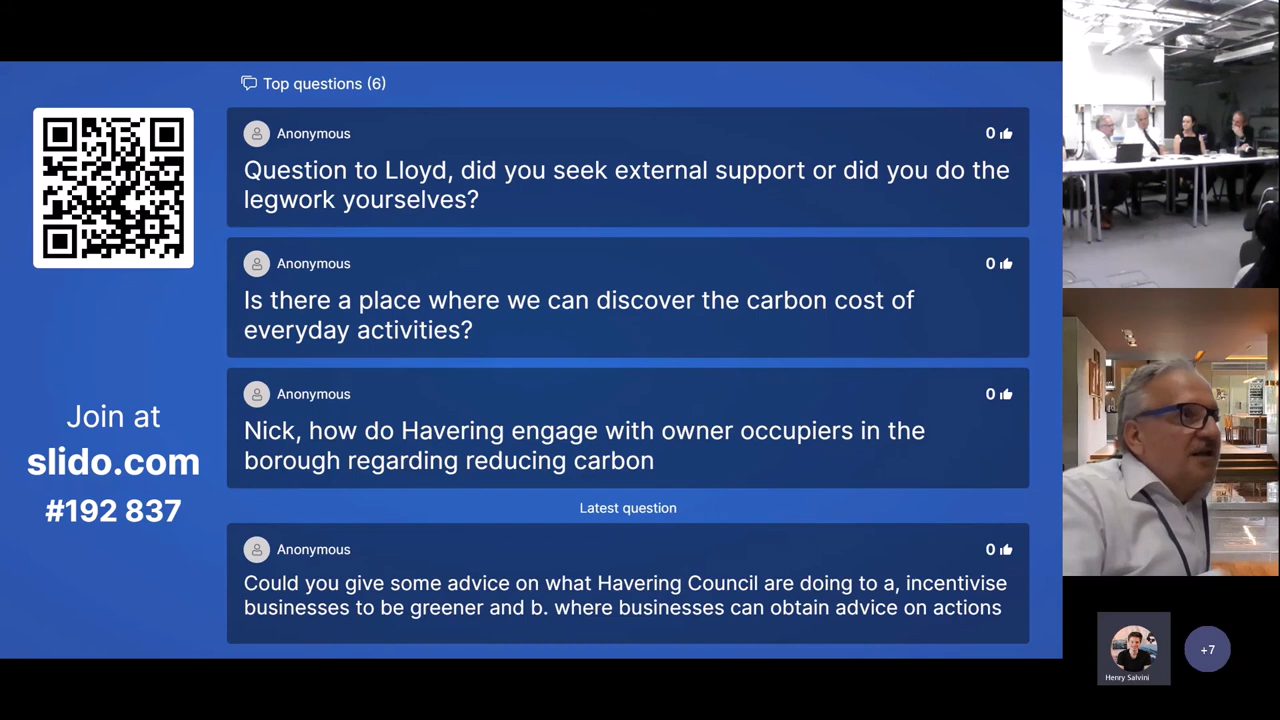 Top questions (6)
Anonymous
0
Question to Lloyd, did you seek external support or did you do the
legwork yourselves?
Anonymous
0
Is there a place where we can discover the carbon cost of
everyday activities?
Anonymous
0
Nick, how do Havering engage with owner occupiers in the
borough regarding reducing carbon
Latest question
Anonymous
0
Could you give some advice on what Havering Council are doing to a, incentivise
businesses to be greener and b. where businesses can obtain advice on actions
Join at
slido.com
#192 837
Henry Salvini
+7